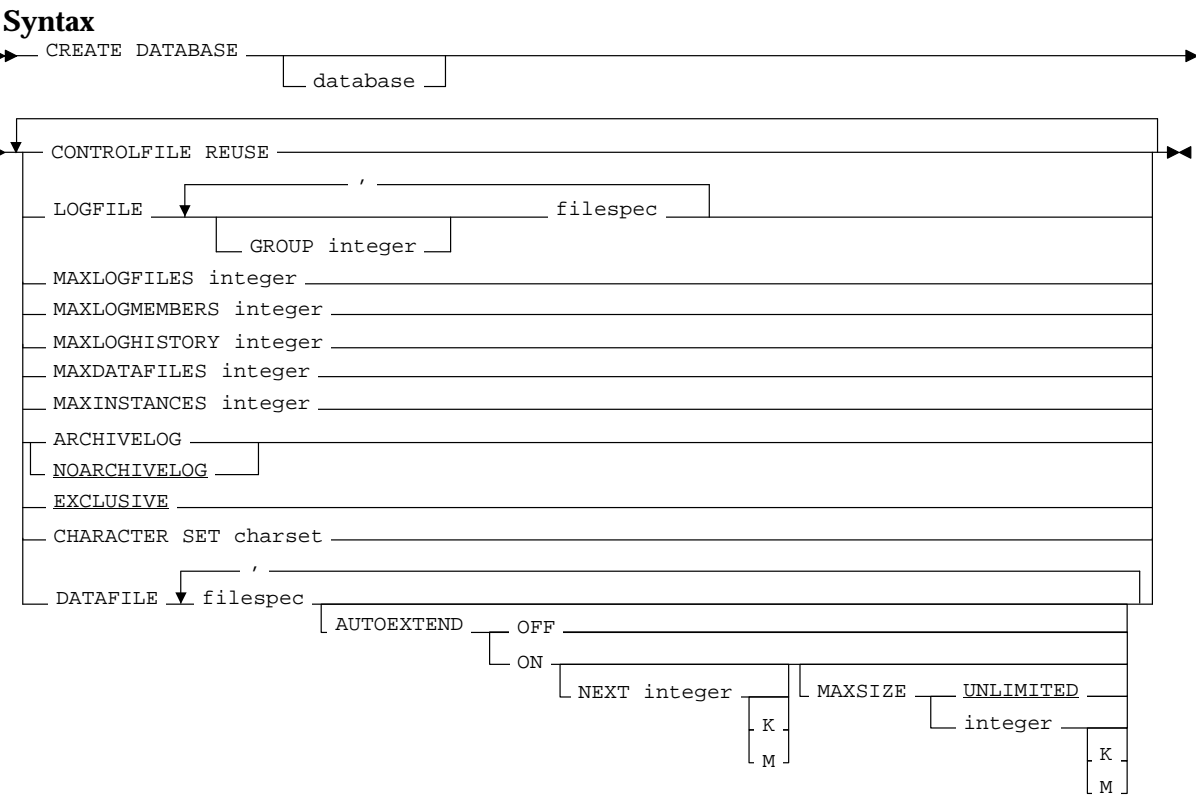 Syntax
CREATE DATABASE
database
CONTROLFILE REUSE
,
LOGFILE filespec
GROUP integer
MAXLOGFILES integer
MAXLOGMEMBERS integer
MAXLOGHISTORY integer
MAXDATAFILES integer
MAXINSTANCES integer
ARCHIVELOG
NOARCHIVELOG
EXCLUSIVE
CHARACTER SET charset
,
DATAFILE filespec
AUTOEXTEND OFF
ON
NEXT integer MAXSIZE UNLIMITED
K integer
M K
M